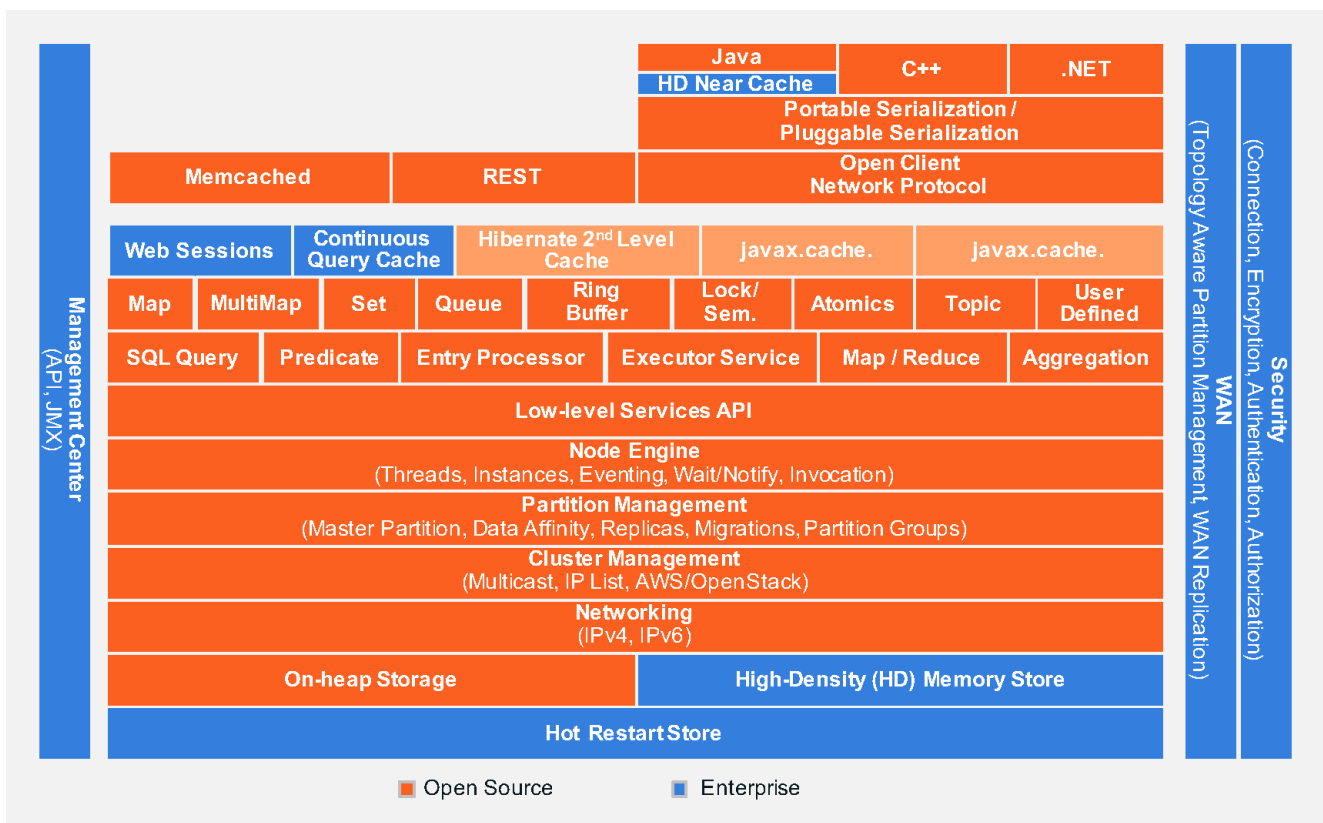 Java
HD Near Cache
C++
.NET
Portable Serialization /
Pluggable Serialization
Memcached
REST
Open Client
Network Protocol
Web Sessions
Continuous
Query Cache
Hibernate 2nd Level
Cache
javax.cache.
javax.cache.
Map
MultiMap
Set
Queue
Ring
Buffer
Lock/
Sem.
Atomics
Topic
User
Defined
SQL Query
Predicate
Entry Processor
Executor Service
Map / Reduce
Aggregation
Low-level Services API
Node Engine
(Threads, Instances, Eventing, Wait/Notify, Invocation)
Partition Management
(Master Partition, Data Affinity, Replicas, Migrations, Partition Groups)
Cluster Management
(Multicast, IP List, AWS/OpenStack)
Networking
(IPv4, IPv6)
On-heap Storage
High-Density (HD) Memory Store
Hot Restart Store
Management Center
(API, JMX)
WAN
(Topology Aware Partition Management, WAN Replication)
Security
(Connection, Encryption, Authentication, Authorization)
Open Source
Enterprise